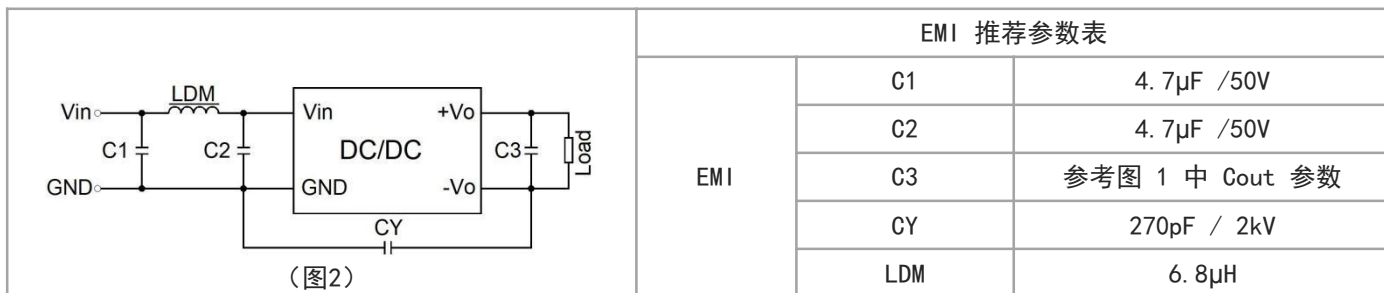 EMI 推荐参数表
Vin
LDM
C1
C2
GND
Vin
+Vo
DC/DC
GND
-Vo
C3
Load
CY
(图2)
EMI
C1 4.7μF /50V
C2 4.7μF /50V
C3 参考图 1 中 Cout 参数
CY 270pF / 2kV
LDM 6.8μH